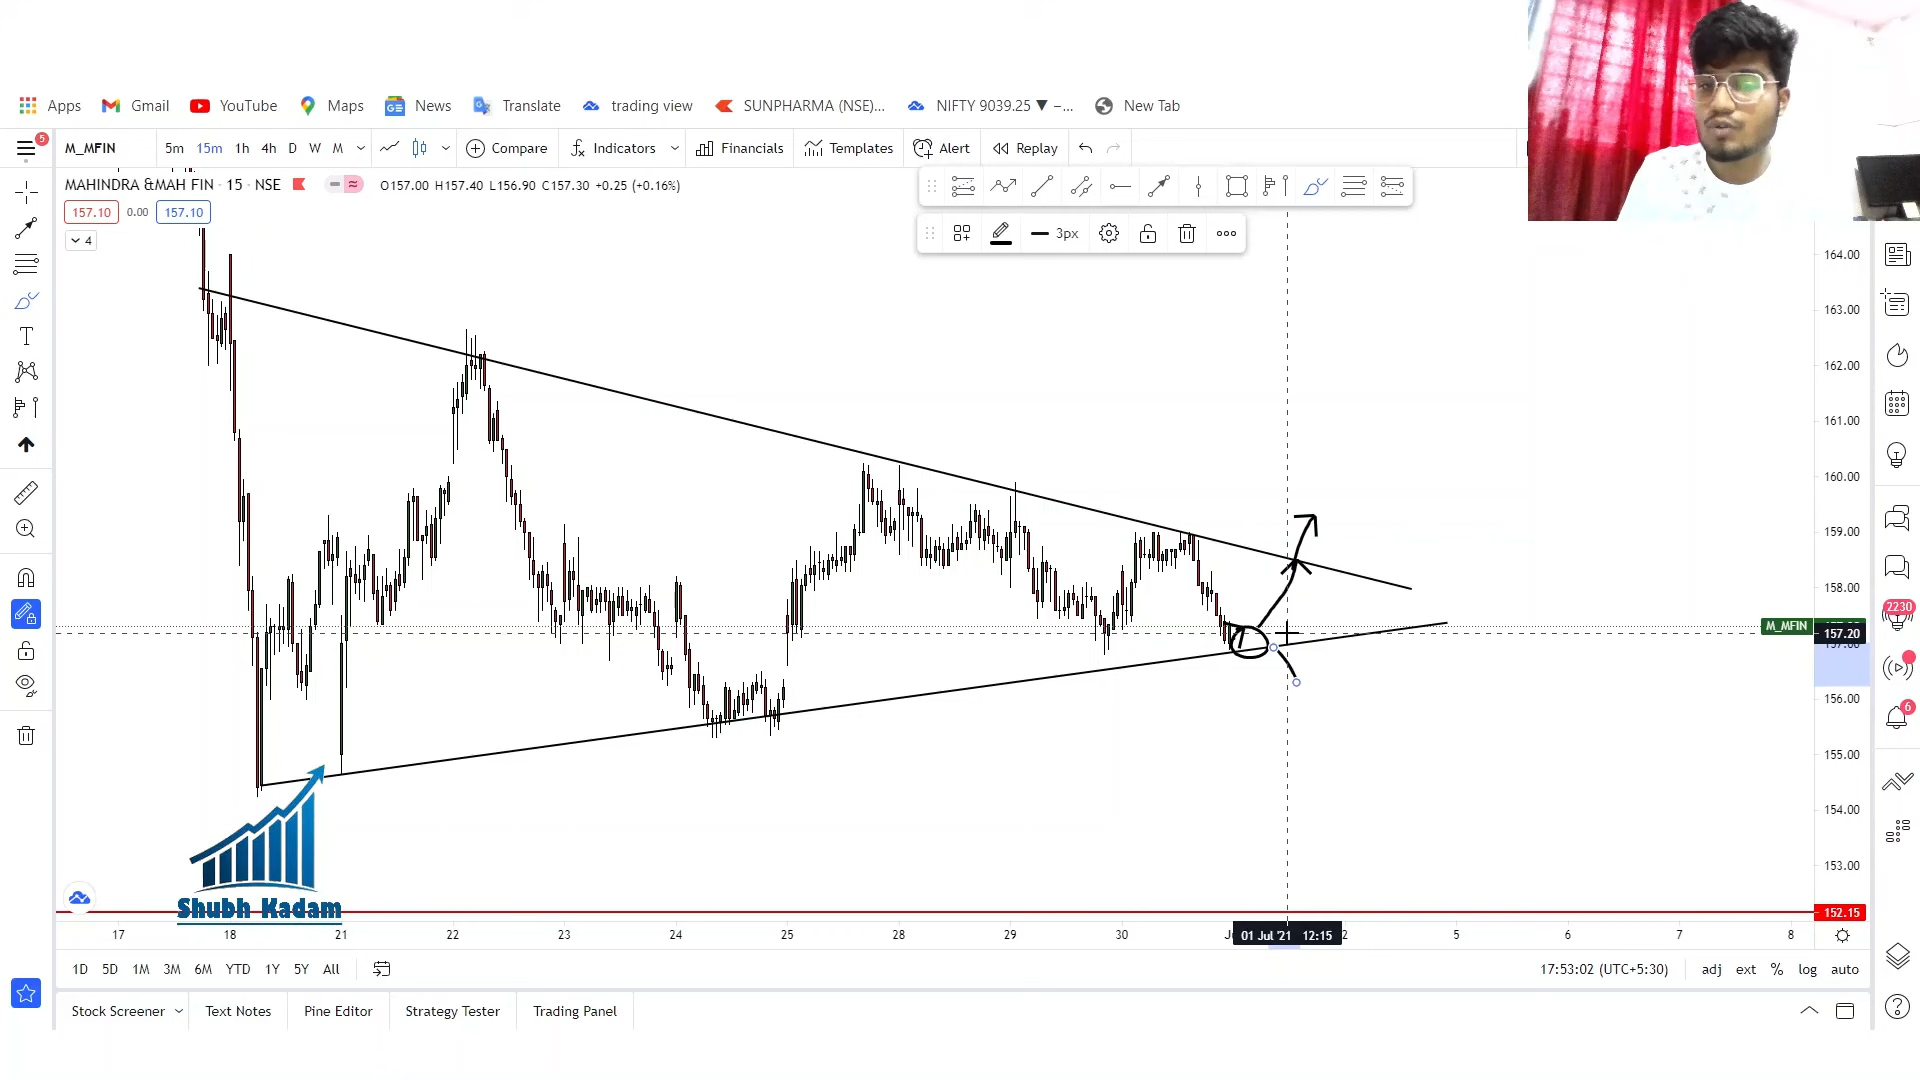 Apps Gmail YouTube Maps News Translate trading view SUNPHARMA (NSE)... NIFTY 9039.25 ▼ –... New Tab
5
M_MFIN 5m 15m 1h 4h D W M Compare Indicators Financials Templates Alert Replay
MAHINDRA &MAH FIN · 15 · NSE O157.00 H157.40 L156.90 C157.30 +0.25 (+0.16%)
157.10 0.00 157.10
3px
4
164.00
163.00
162.00
161.00
160.00
159.00
158.00
2230
M_MFIN
157.20
157.00
156.00
6
155.00
154.00
153.00
Shubh Kadam
152.15
17 18 21 22 23 24 25 28 29 30 01 Jul '21 12:15 2 5 6 7 8
1D 5D 1M 3M 6M YTD 1Y 5Y All 17:53:02 (UTC+5:30) adj ext % log auto
Stock Screener Text Notes Pine Editor Strategy Tester Trading Panel